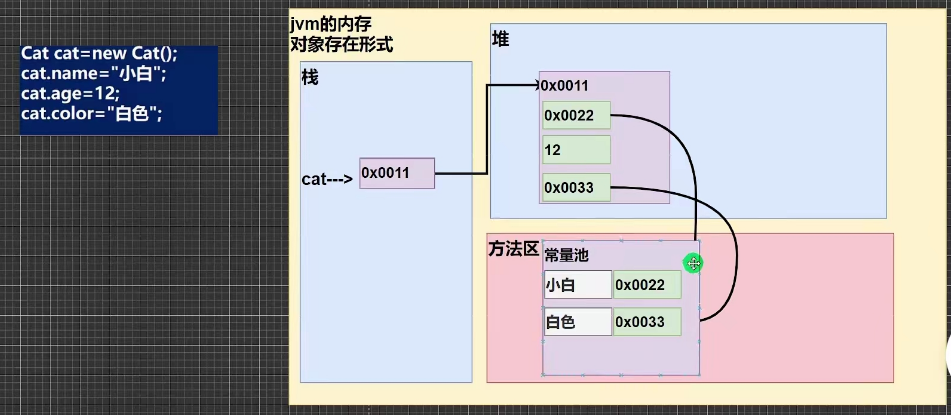 Cat cat=new Cat();
cat.name="小白";
cat.age=12;
cat.color="白色";
jvm的内存
对象存在形式
栈
cat---> 0x0011
堆
0x0011
0x0022
12
0x0033
方法区
常量池
小白 0x0022
白色 0x0033